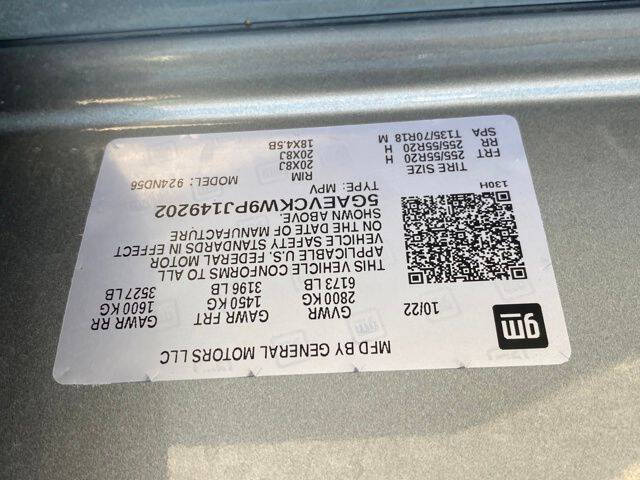 MFD BY GENERAL MOTORS LLC
gm
10/22
GVWR GAWR FRT GAWR RR
2800 KG 1450 KG 1600 KG
6173 LB 3196 LB 3527 LB
THIS VEHICLE CONFORMS TO ALL
APPLICABLE U.S. FEDERAL MOTOR
VEHICLE SAFETY STANDARDS IN EFFECT
ON THE DATE OF MANUFACTURE
SHOWN ABOVE.
5GAEVCKW9PJ149202
TYPE: MPV MODEL: 924ND56
130H
TIRE SIZE RIM
FRT 255/55R20 H 20X8J
RR 255/55R20 H 20X8J
SPA T135/70R18 M 18X4.5B